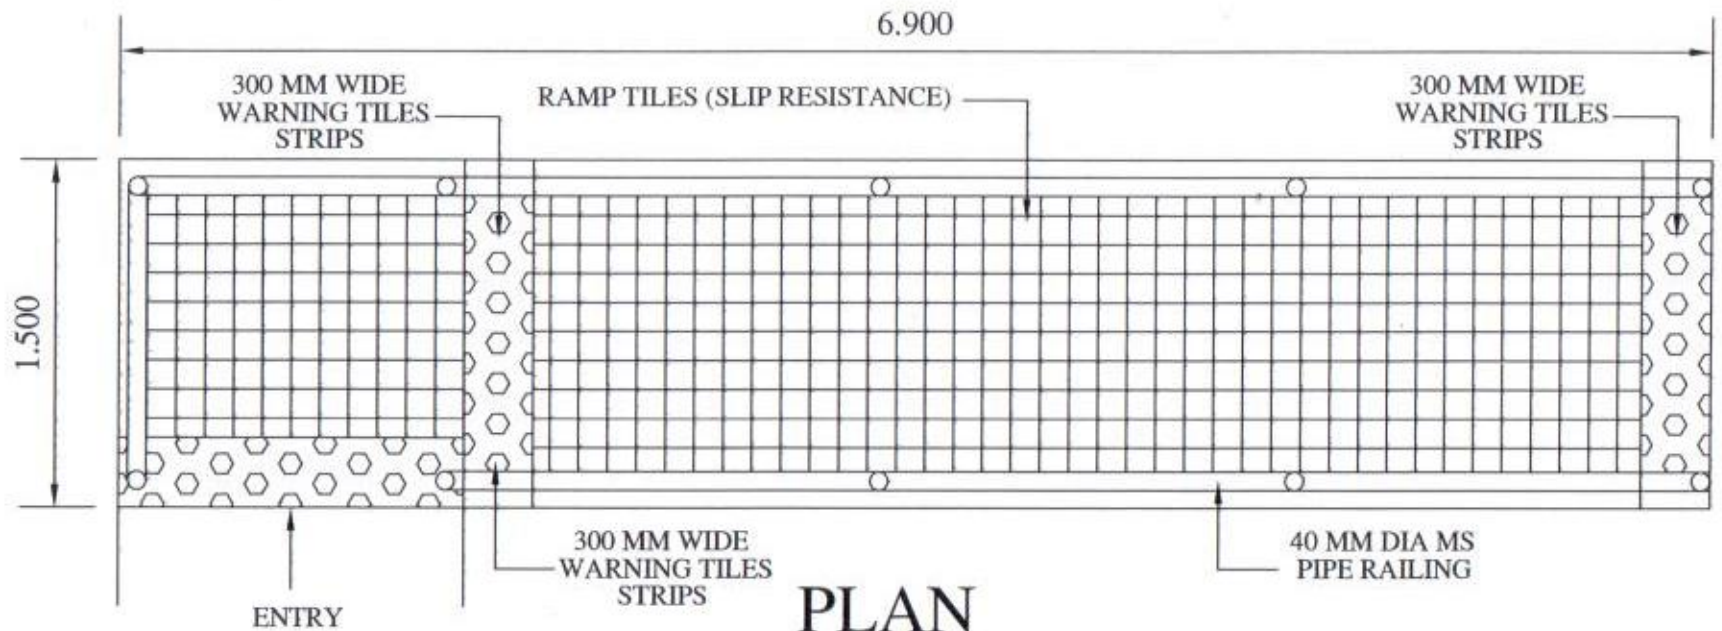 6.900
300 MM WIDE
WARNING TILES
STRIPS
RAMP TILES (SLIP RESISTANCE)
300 MM WIDE
WARNING TILES
STRIPS
1.500
300 MM WIDE
WARNING TILES
STRIPS
40 MM DIA MS
PIPE RAILING
ENTRY
PLAN